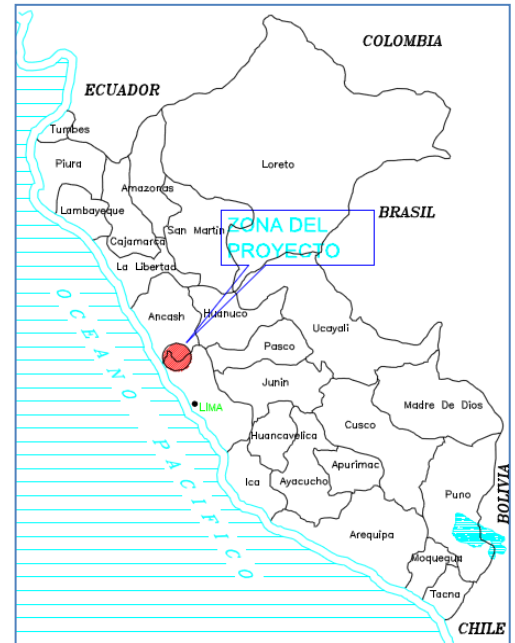 COLOMBIA
ECUADOR
Tumbes
Piura
Loreto
Amazonas
Lambayeque
San Martin
BRASIL
ZONA DEL
PROYECTO
Cajamarca
La Libertad
Ancash
Huanuco
Ucayali
Pasco
Junin
LIMA
Madre De Dios
Cusco
Huancavelica
Apurimac
Ica
Ayacucho
Puno
BOLIVIA
Arequipa
Moquegua
Tacna
CHILE
OCEANO PACIFICO